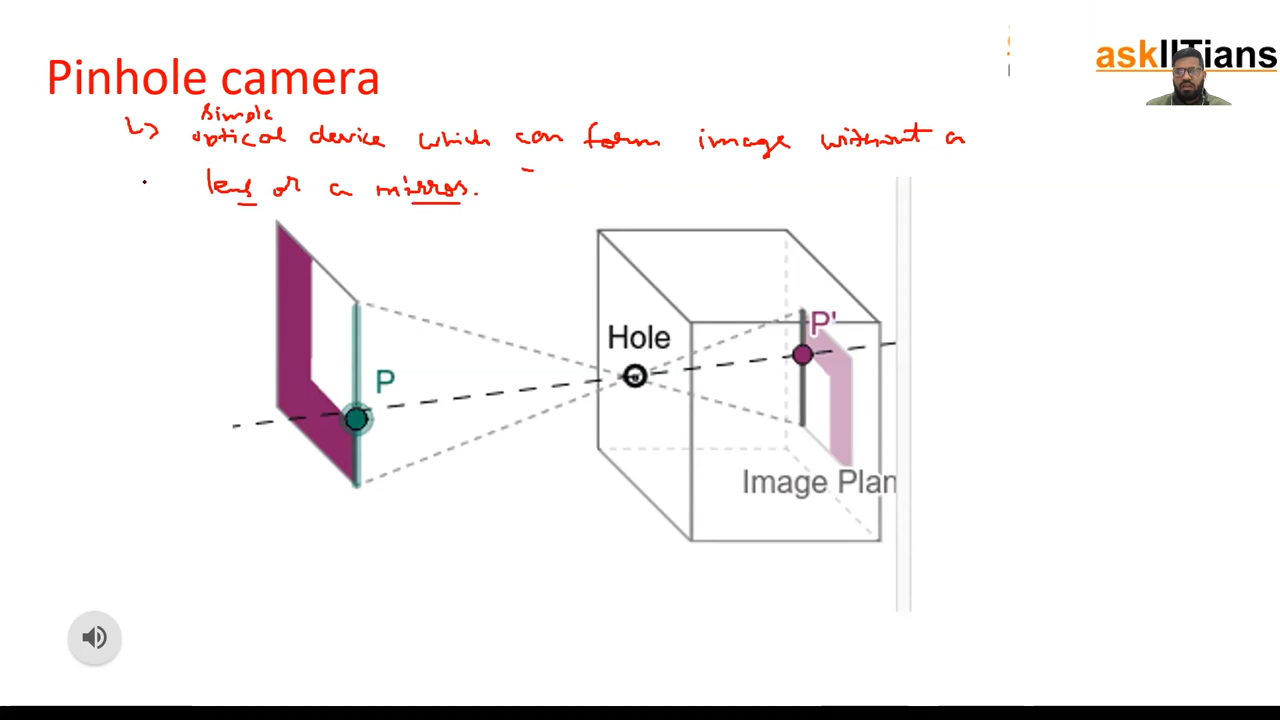 askIITians
Pinhole camera
simple
optical device which can form image without a
lens or a mirror.
Hole
P'
P
Image Plan